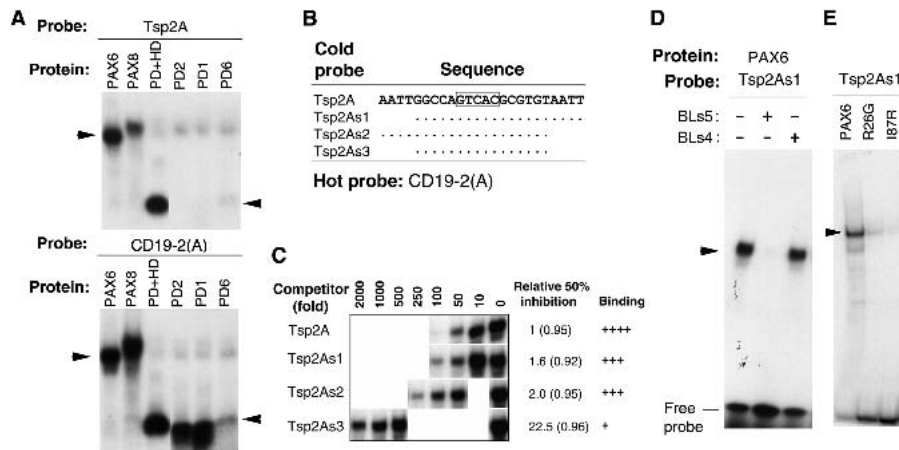 A
Probe: Tsp2A
Protein: PAX6 PAX8 PD+HD PD2 PD1 PD6
Probe: CD19-2(A)
Protein: PAX6 PAX8 PD+HD PD2 PD1 PD6
B
Cold probe Sequence
Tsp2A AATTGGCCAGTCACGCGTGTAATT
Tsp2As1 . . . . . . . . . . . . . . . . . . . .
Tsp2As2 . . . . . . . . . . . . . . . . . . . .
Tsp2As3 . . . . . . . . . . . . . . . .
Hot probe: CD19-2(A)
C
Competitor (fold) 2000 1000 500 250 100 50 10 0 Relative 50% inhibition Binding
Tsp2A 1 (0.95) ++++
Tsp2As1 1.6 (0.92) +++
Tsp2As2 2.0 (0.95) +++
Tsp2As3 22.5 (0.96) +
D
Protein: PAX6
Probe: Tsp2As1
BLs5: – + –
BLs4: – – +
Free probe
E
Tsp2As1
PAX6 R26G I87R